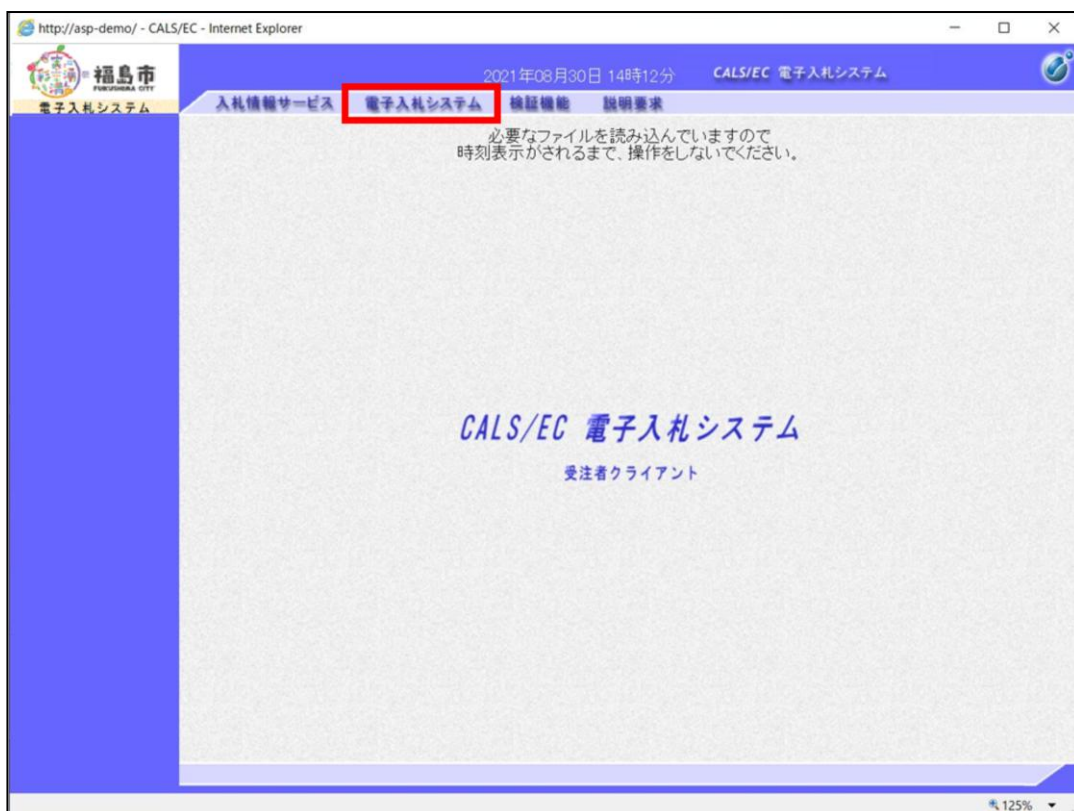 http://asp-demo/ - CALS/EC - Internet Explorer
福島市
FUKUSHIMA CITY
電子入札システム
2021年08月30日 14時12分
CALS/EC 電子入札システム
入札情報サービス 電子入札システム 検証機能 説明要求
必要なファイルを読み込んでいますので
時刻表示がされるまで、操作をしないでください。
CALS/EC 電子入札システム
受注者クライアント
125%